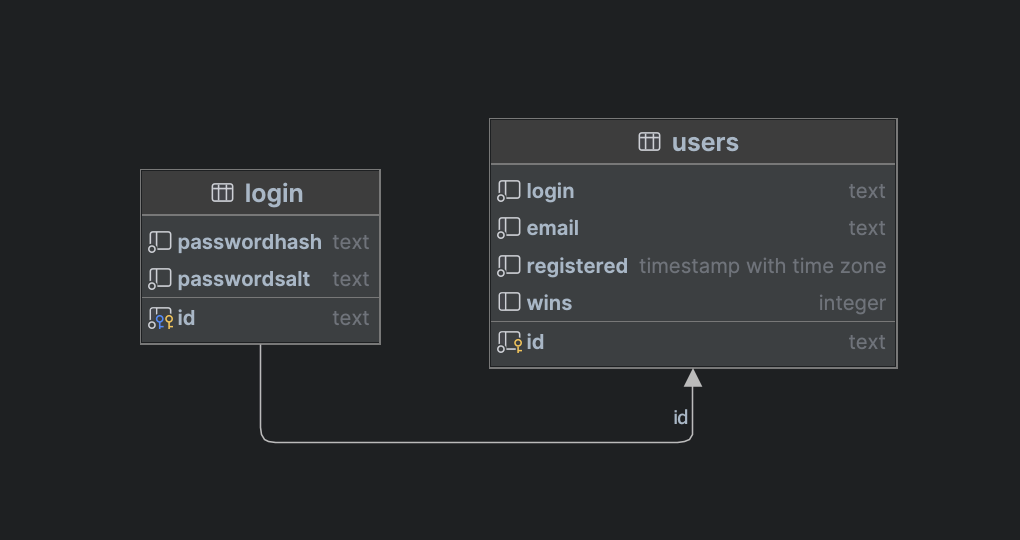 login
passwordhash text
passwordsalt text
id text
users
login text
email text
registered timestamp with time zone
wins integer
id text
id